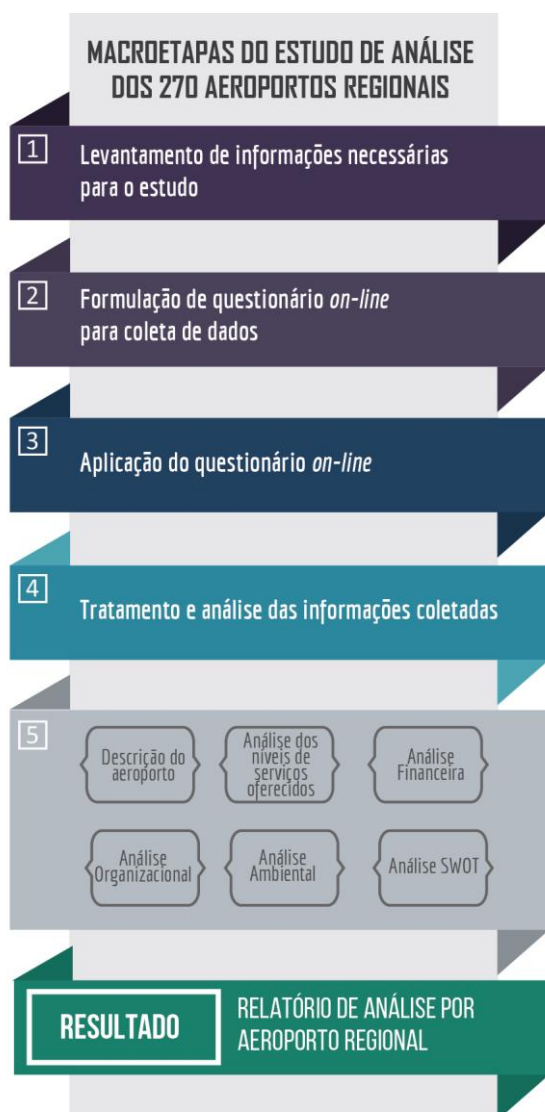 MACROETAPAS DO ESTUDO DE ANÁLISE
DOS 270 AEROPORTOS REGIONAIS
1
Levantamento de informações necessárias
para o estudo
2
Formulação de questionário on-line
para coleta de dados
3
Aplicação do questionário on-line
4
Tratamento e análise das informações coletadas
5
Descrição do
aeroporto
Análise dos
níveis de
serviços
oferecidos
Análise
Financeira
Análise
Organizacional
Análise
Ambiental
Análise SWOT
RESULTADO
RELATÓRIO DE ANÁLISE POR
AEROPORTO REGIONAL